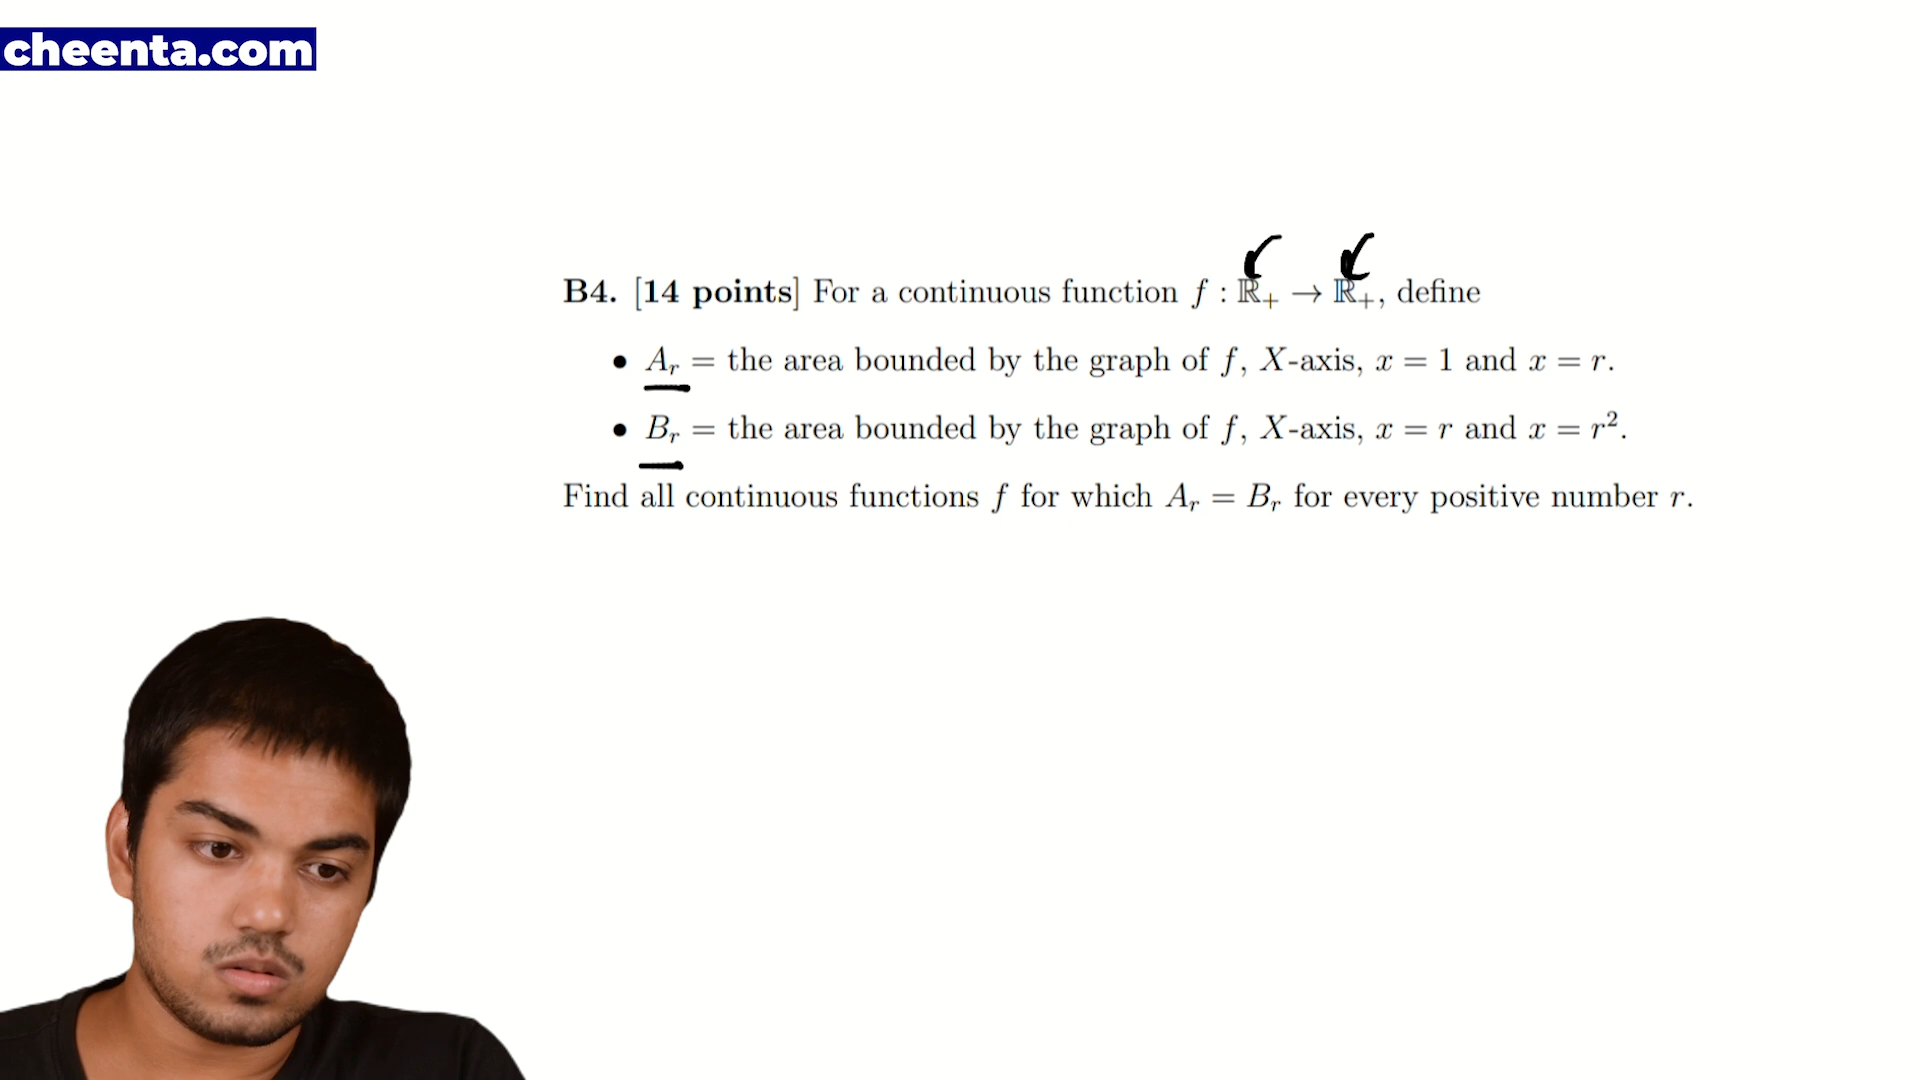 cheenta.com
B4. [14 points] For a continuous function f : ℝ₊ → ℝ₊, define
• Aᵣ = the area bounded by the graph of f, X-axis, x = 1 and x = r.
• Bᵣ = the area bounded by the graph of f, X-axis, x = r and x = r².
Find all continuous functions f for which Aᵣ = Bᵣ for every positive number r.